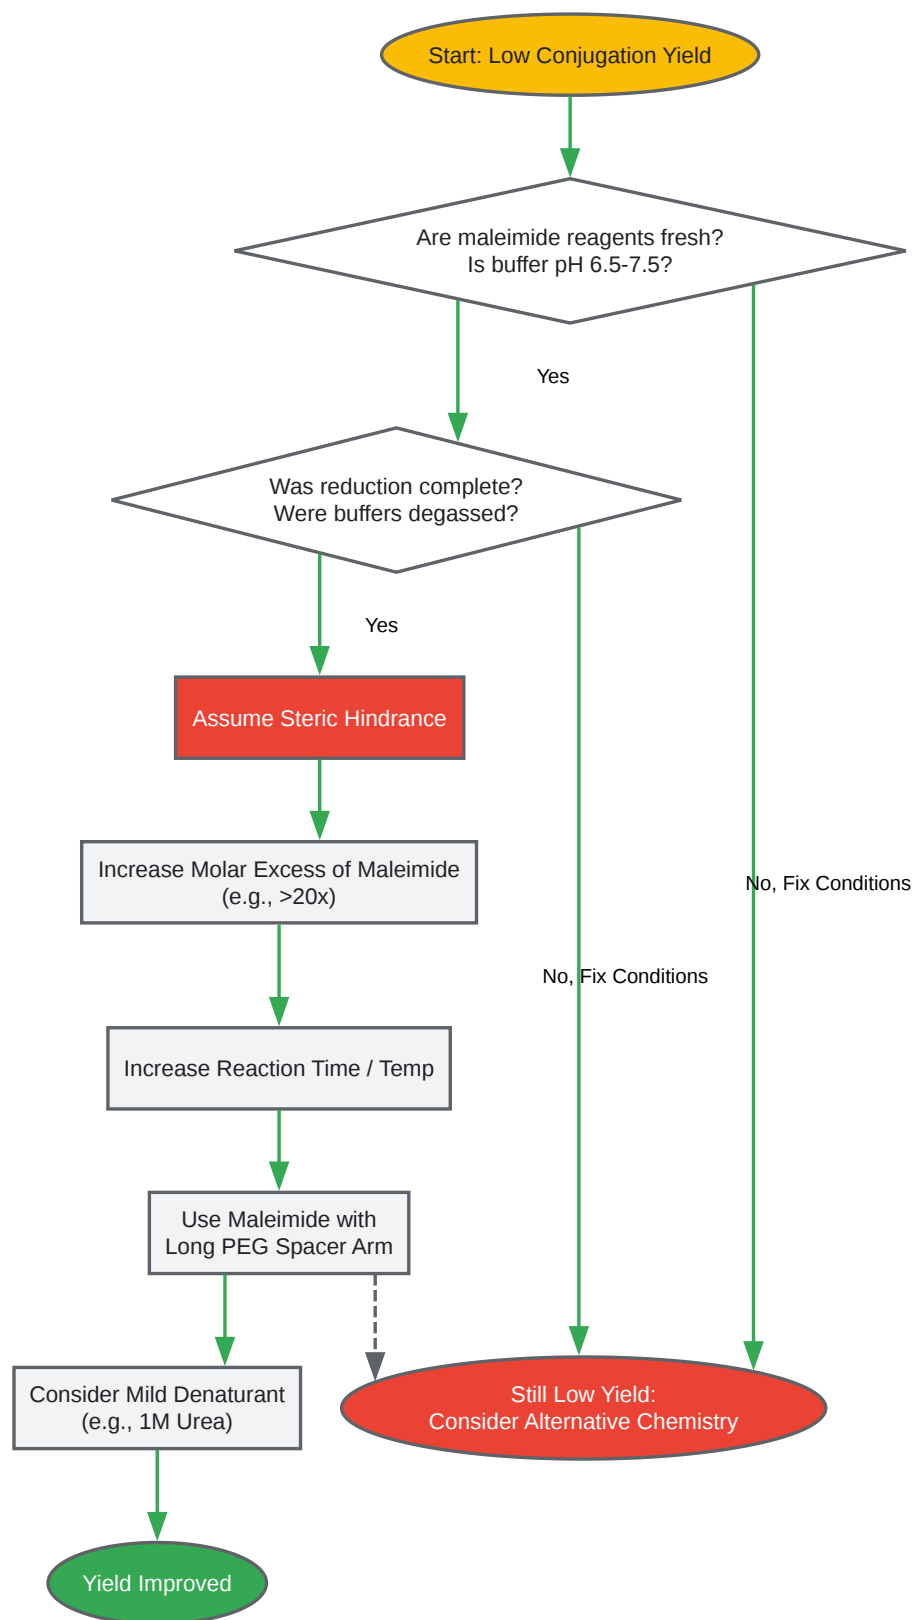 Start: Low Conjugation Yield
Are maleimide reagents fresh?
Is buffer pH 6.5-7.5?
Yes
Was reduction complete?
Were buffers degassed?
Yes
Assume Steric Hindrance
Increase Molar Excess of Maleimide
(e.g., >20x)
No, Fix Conditions
No, Fix Conditions
Increase Reaction Time / Temp
Use Maleimide with
Long PEG Spacer Arm
Consider Mild Denaturant
(e.g., 1M Urea)
Still Low Yield:
Consider Alternative Chemistry
Yield Improved